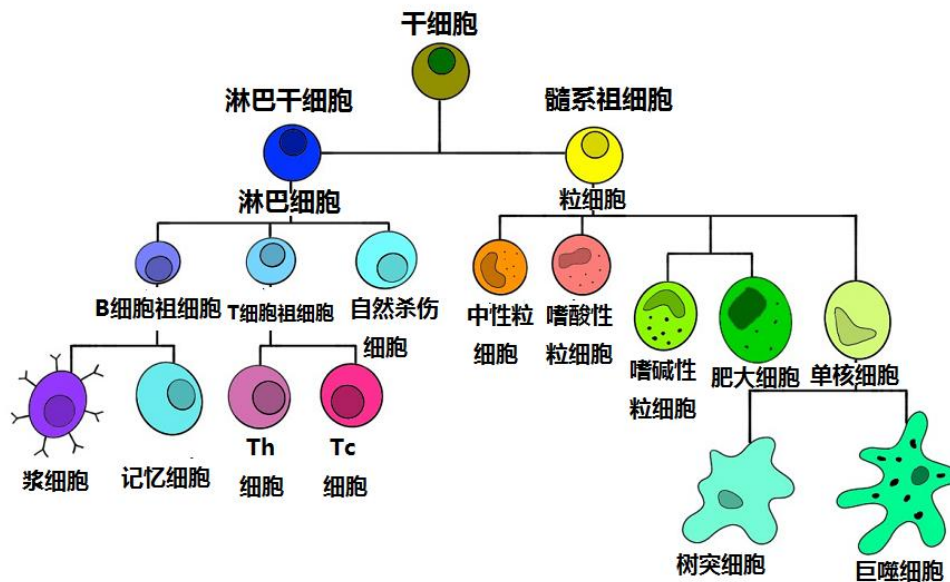 干细胞
淋巴干细胞
髓系祖细胞
淋巴细胞
粒细胞
B细胞祖细胞
T细胞祖细胞
自然杀伤
细胞
中性粒
细胞
嗜酸性
粒细胞
嗜碱性
粒细胞
肥大细胞
单核细胞
浆细胞
记忆细胞
Th
细胞
Tc
细胞
树突细胞
巨噬细胞